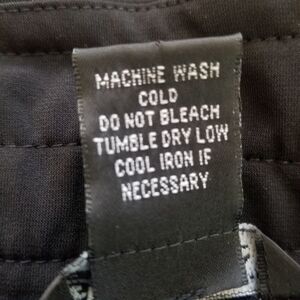 MACHINE WASH
COLD
DO NOT BLEACH
TUMBLE DRY LOW
COOL IRON IF
NECESSARY